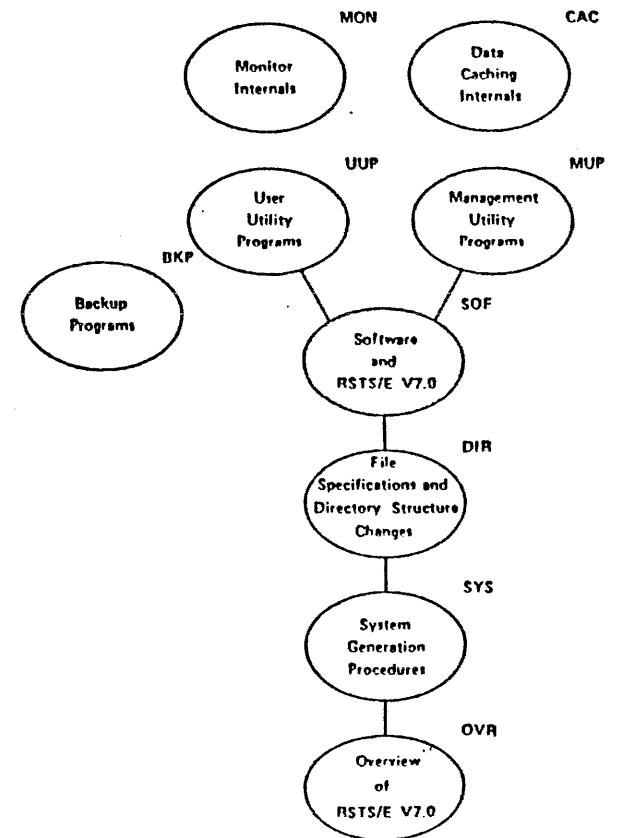 MON
Monitor
Internals
CAC
Data
Caching
Internals
UUP
User
Utility
Programs
MUP
Management
Utility
Programs
BKP
Backup
Programs
SOF
Software
and
RSTS/E V7.0
DIR
File
Specifications and
Directory Structure
Changes
SYS
System
Generation
Procedures
OVR
Overview
of
RSTS/E V7.0